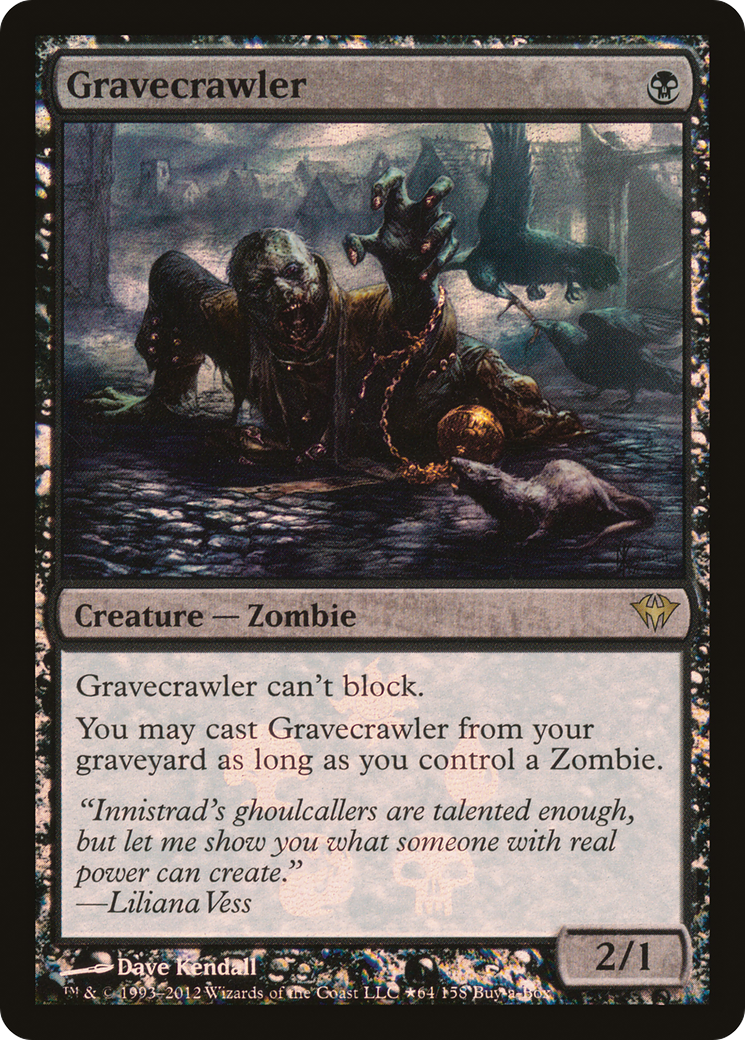 Gravecrawler
Creature — Zombie
Gravecrawler can't block.
You may cast Gravecrawler from your
graveyard as long as you control a Zombie.
“Innistrad's ghoulcallers are talented enough,
but let me show you what someone with real
power can create.”
—Liliana Vess
2/1
Dave Kendall
™ & © 1993–2012 Wizards of the Coast LLC ★64/158 Buy-a-Box